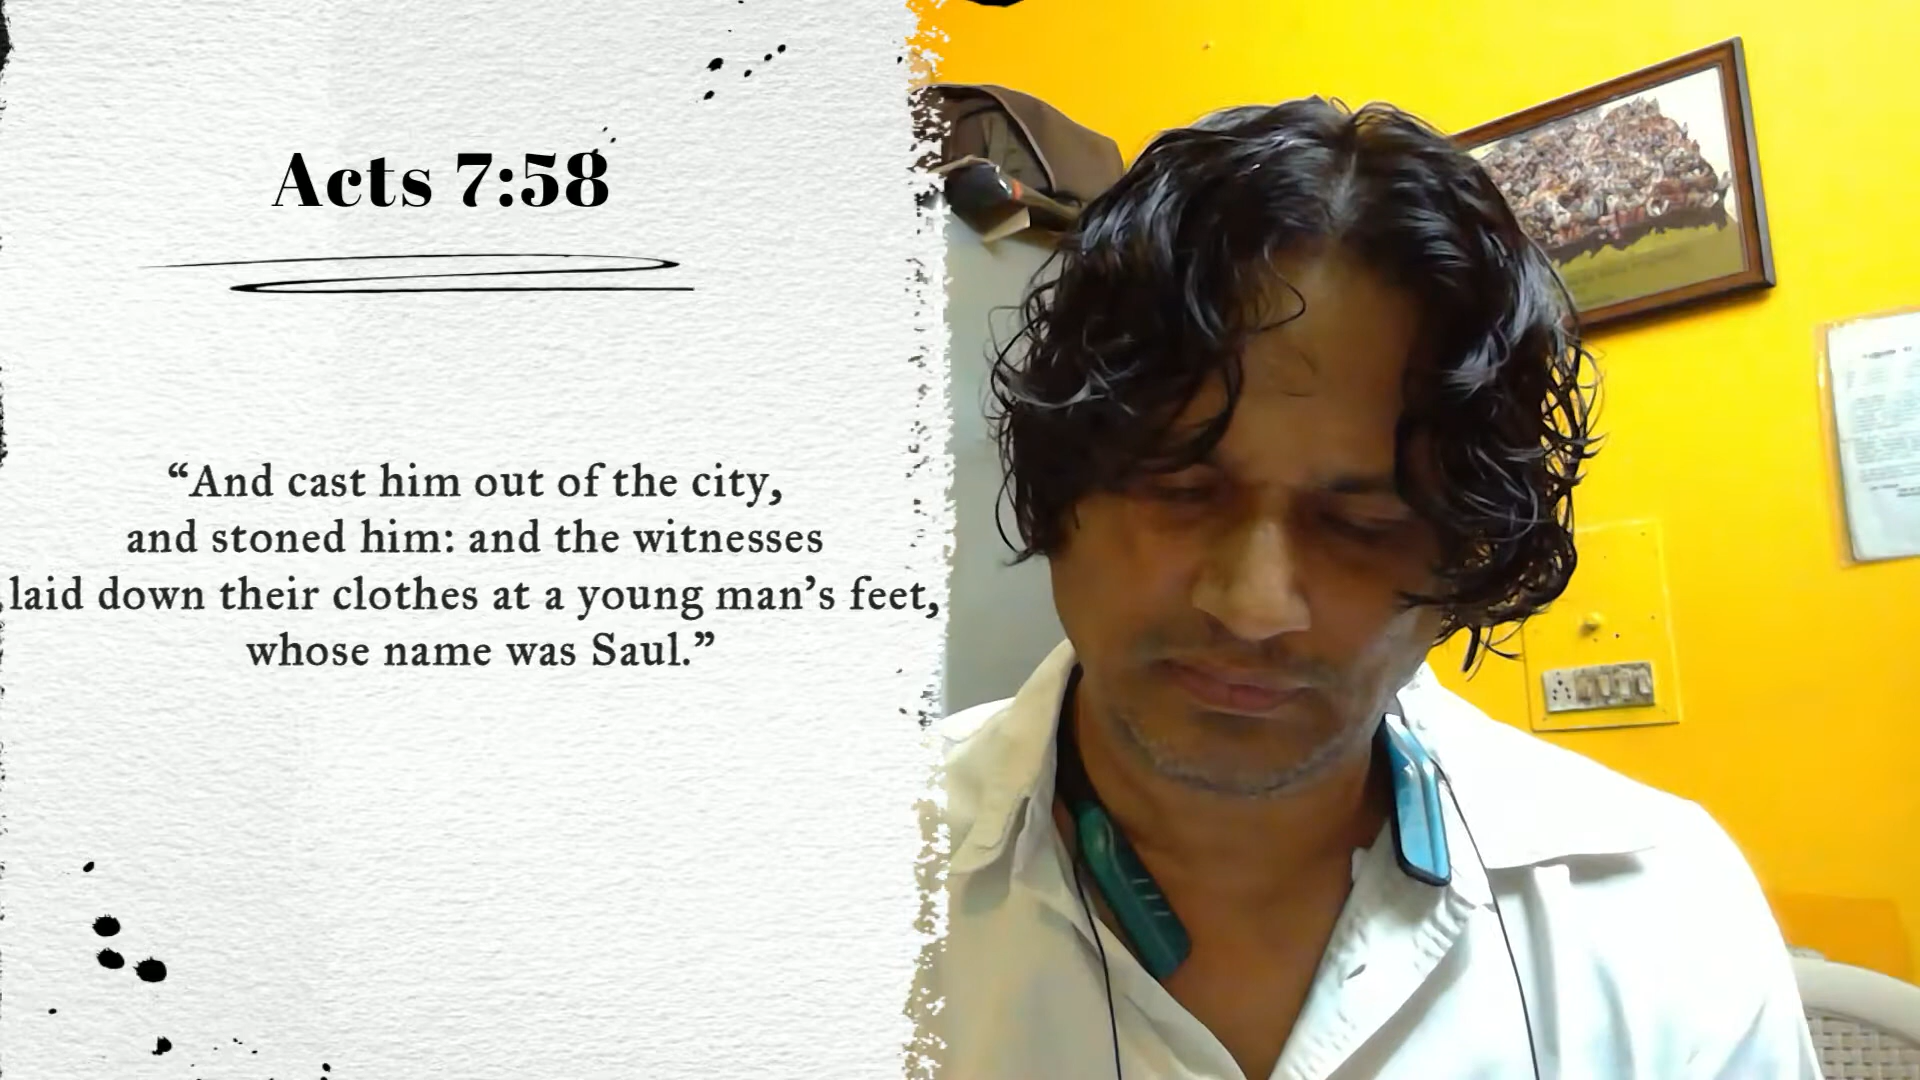 Acts 7:58
“And cast him out of the city,
and stoned him: and the witnesses
laid down their clothes at a young man’s feet,
whose name was Saul.”